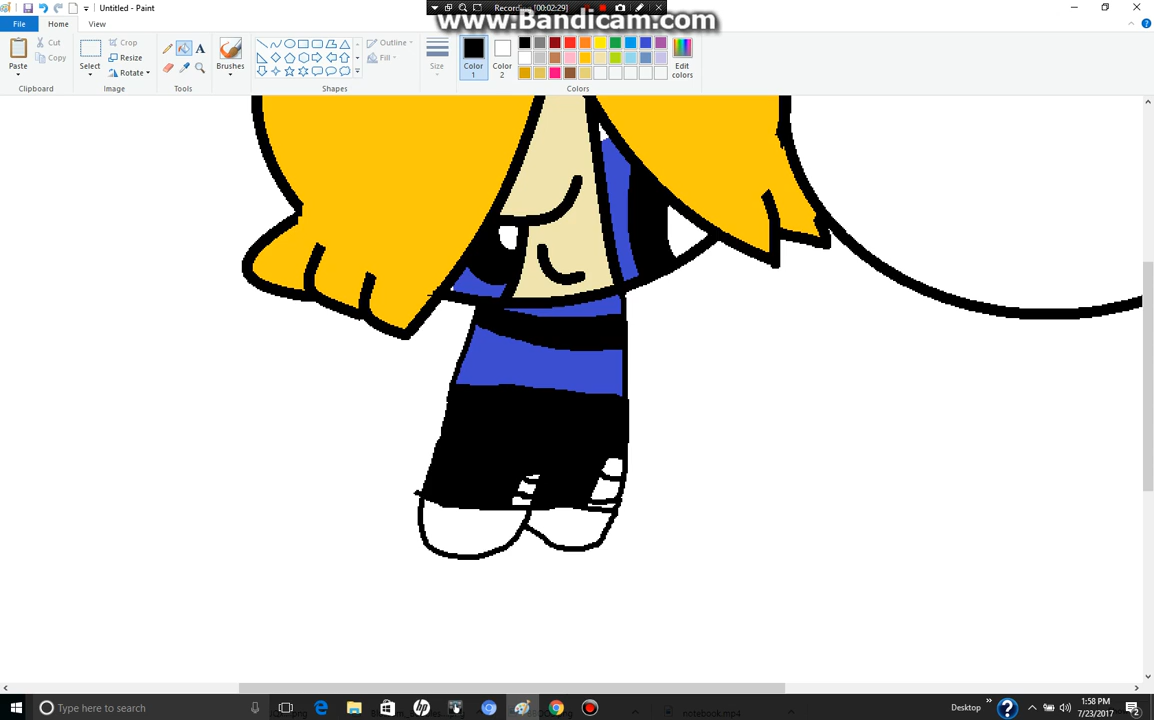 Untitled - Paint
Recording [00:02:29]
www.Bandicam.com
File Home View
Paste
Cut
Copy
Clipboard
Select
Crop
Resize
Rotate
Image
A
Brushes
Tools
Outline
Fill
Shapes
Size
Color
1
Color
2
Edit
colors
Colors
Type here to search
notebook.mp4
Desktop
1:58 PM
7/23/2017